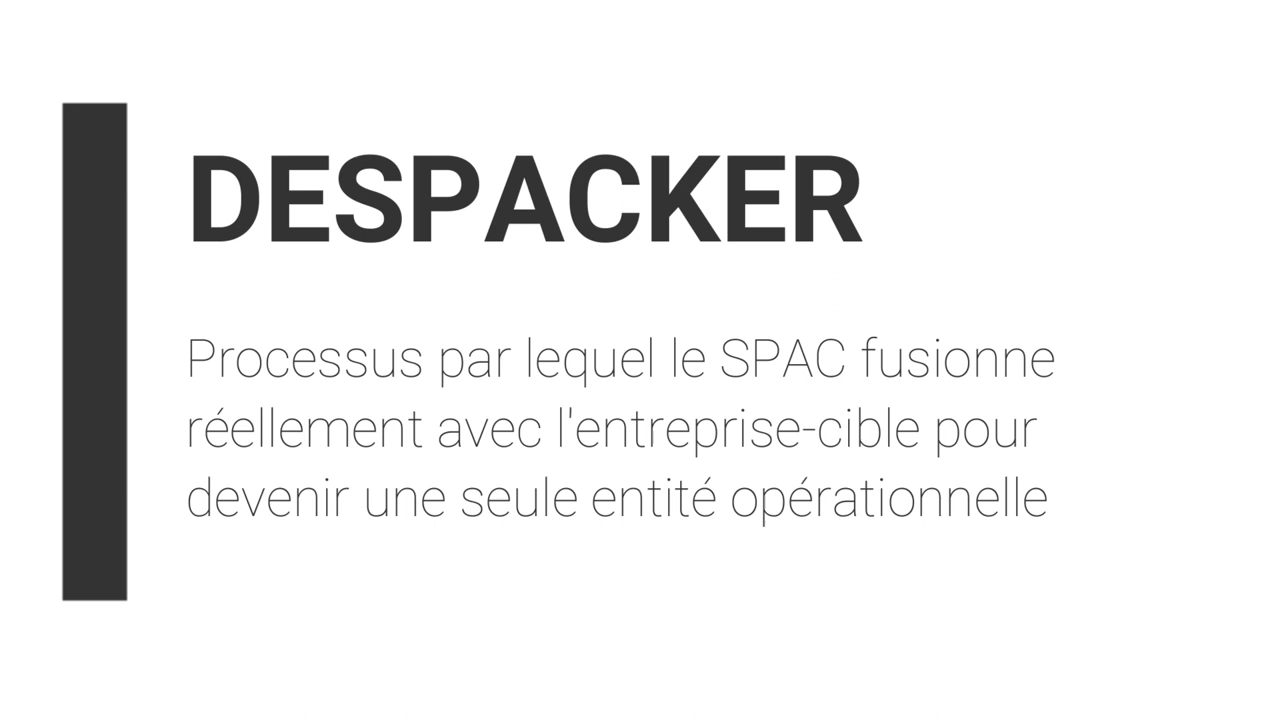 DESPACKER
Processus par lequel le SPAC fusionne
réellement avec l'entreprise-cible pour
devenir une seule entité opérationnelle